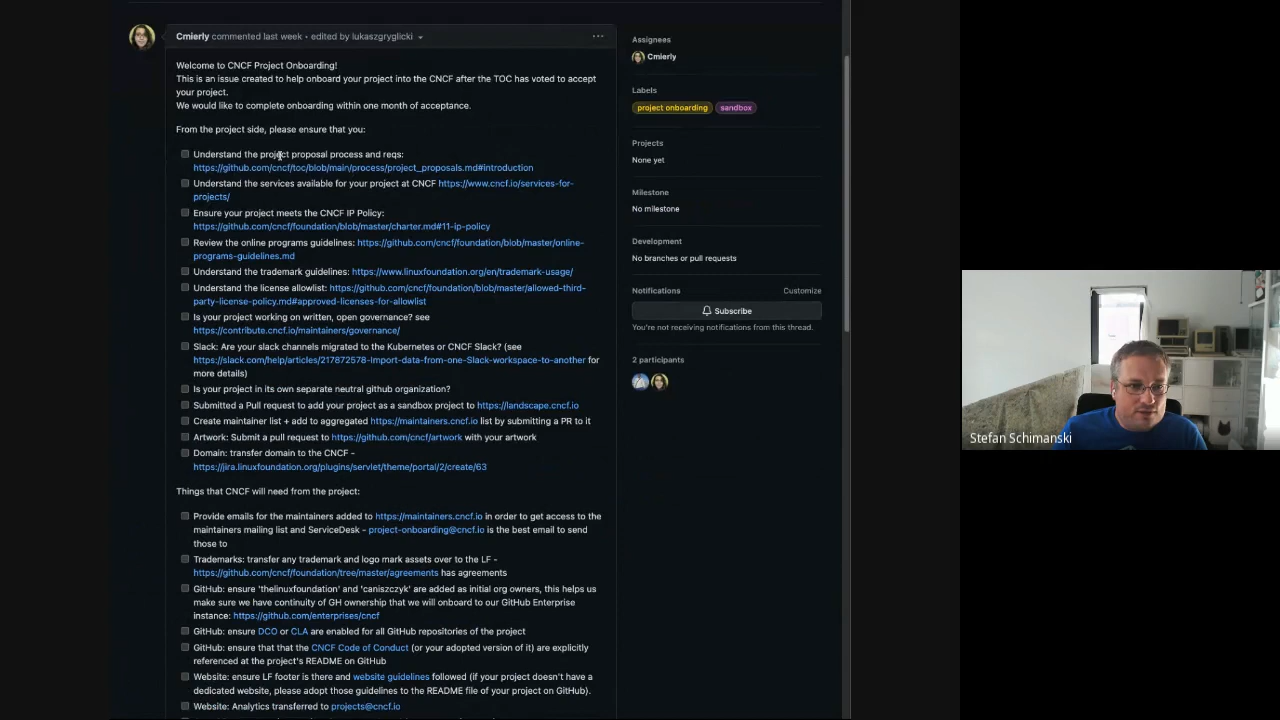 Cmierly commented last week • edited by lukaszgryglicki
Welcome to CNCF Project Onboarding!
This is an issue created to help onboard your project into the CNCF after the TOC has voted to accept
your project.
We would like to complete onboarding within one month of acceptance.
From the project side, please ensure that you:
Understand the project proposal process and reqs:
https://github.com/cncf/toc/blob/main/process/project_proposals.md#introduction
Understand the services available for your project at CNCF https://www.cncf.io/services-for-
projects/
Ensure your project meets the CNCF IP Policy:
https://github.com/cncf/foundation/blob/master/charter.md#11-ip-policy
Review the online programs guidelines: https://github.com/cncf/foundation/blob/master/online-
programs-guidelines.md
Understand the trademark guidelines: https://www.linuxfoundation.org/en/trademark-usage/
Understand the license allowlist: https://github.com/cncf/foundation/blob/master/allowed-third-
party-license-policy.md#approved-licenses-for-allowlist
Is your project working on written, open governance? see
https://contribute.cncf.io/maintainers/governance/
Slack: Are your slack channels migrated to the Kubernetes or CNCF Slack? (see
https://slack.com/help/articles/217872578-Import-data-from-one-Slack-workspace-to-another for
more details)
Is your project in its own separate neutral github organization?
Submitted a Pull request to add your project as a sandbox project to https://landscape.cncf.io
Create maintainer list + add to aggregated https://maintainers.cncf.io list by submitting a PR to it
Artwork: Submit a pull request to https://github.com/cncf/artwork with your artwork
Domain: transfer domain to the CNCF -
https://jira.linuxfoundation.org/plugins/servlet/theme/portal/2/create/63
Things that CNCF will need from the project:
Provide emails for the maintainers added to https://maintainers.cncf.io in order to get access to the
maintainers mailing list and ServiceDesk - project-onboarding@cncf.io is the best email to send
those to
Trademarks: transfer any trademark and logo mark assets over to the LF -
https://github.com/cncf/foundation/tree/master/agreements has agreements
GitHub: ensure 'thelinuxfoundation' and 'caniszczyk' are added as initial org owners, this helps us
make sure we have continuity of GH ownership that we will onboard to our GitHub Enterprise
instance: https://github.com/enterprises/cncf
GitHub: ensure DCO or CLA are enabled for all GitHub repositories of the project
GitHub: ensure that that the CNCF Code of Conduct (or your adopted version of it) are explicitly
referenced at the project's README on GitHub
Website: ensure LF footer is there and website guidelines followed (if your project doesn't have a
dedicated website, please adopt those guidelines to the README file of your project on GitHub).
Website: Analytics transferred to projects@cncf.io
Assignees
Cmierly
Labels
project onboarding sandbox
Projects
None yet
Milestone
No milestone
Development
No branches or pull requests
Notifications Customize
Subscribe
You're not receiving notifications from this thread.
2 participants
Stefan Schimanski